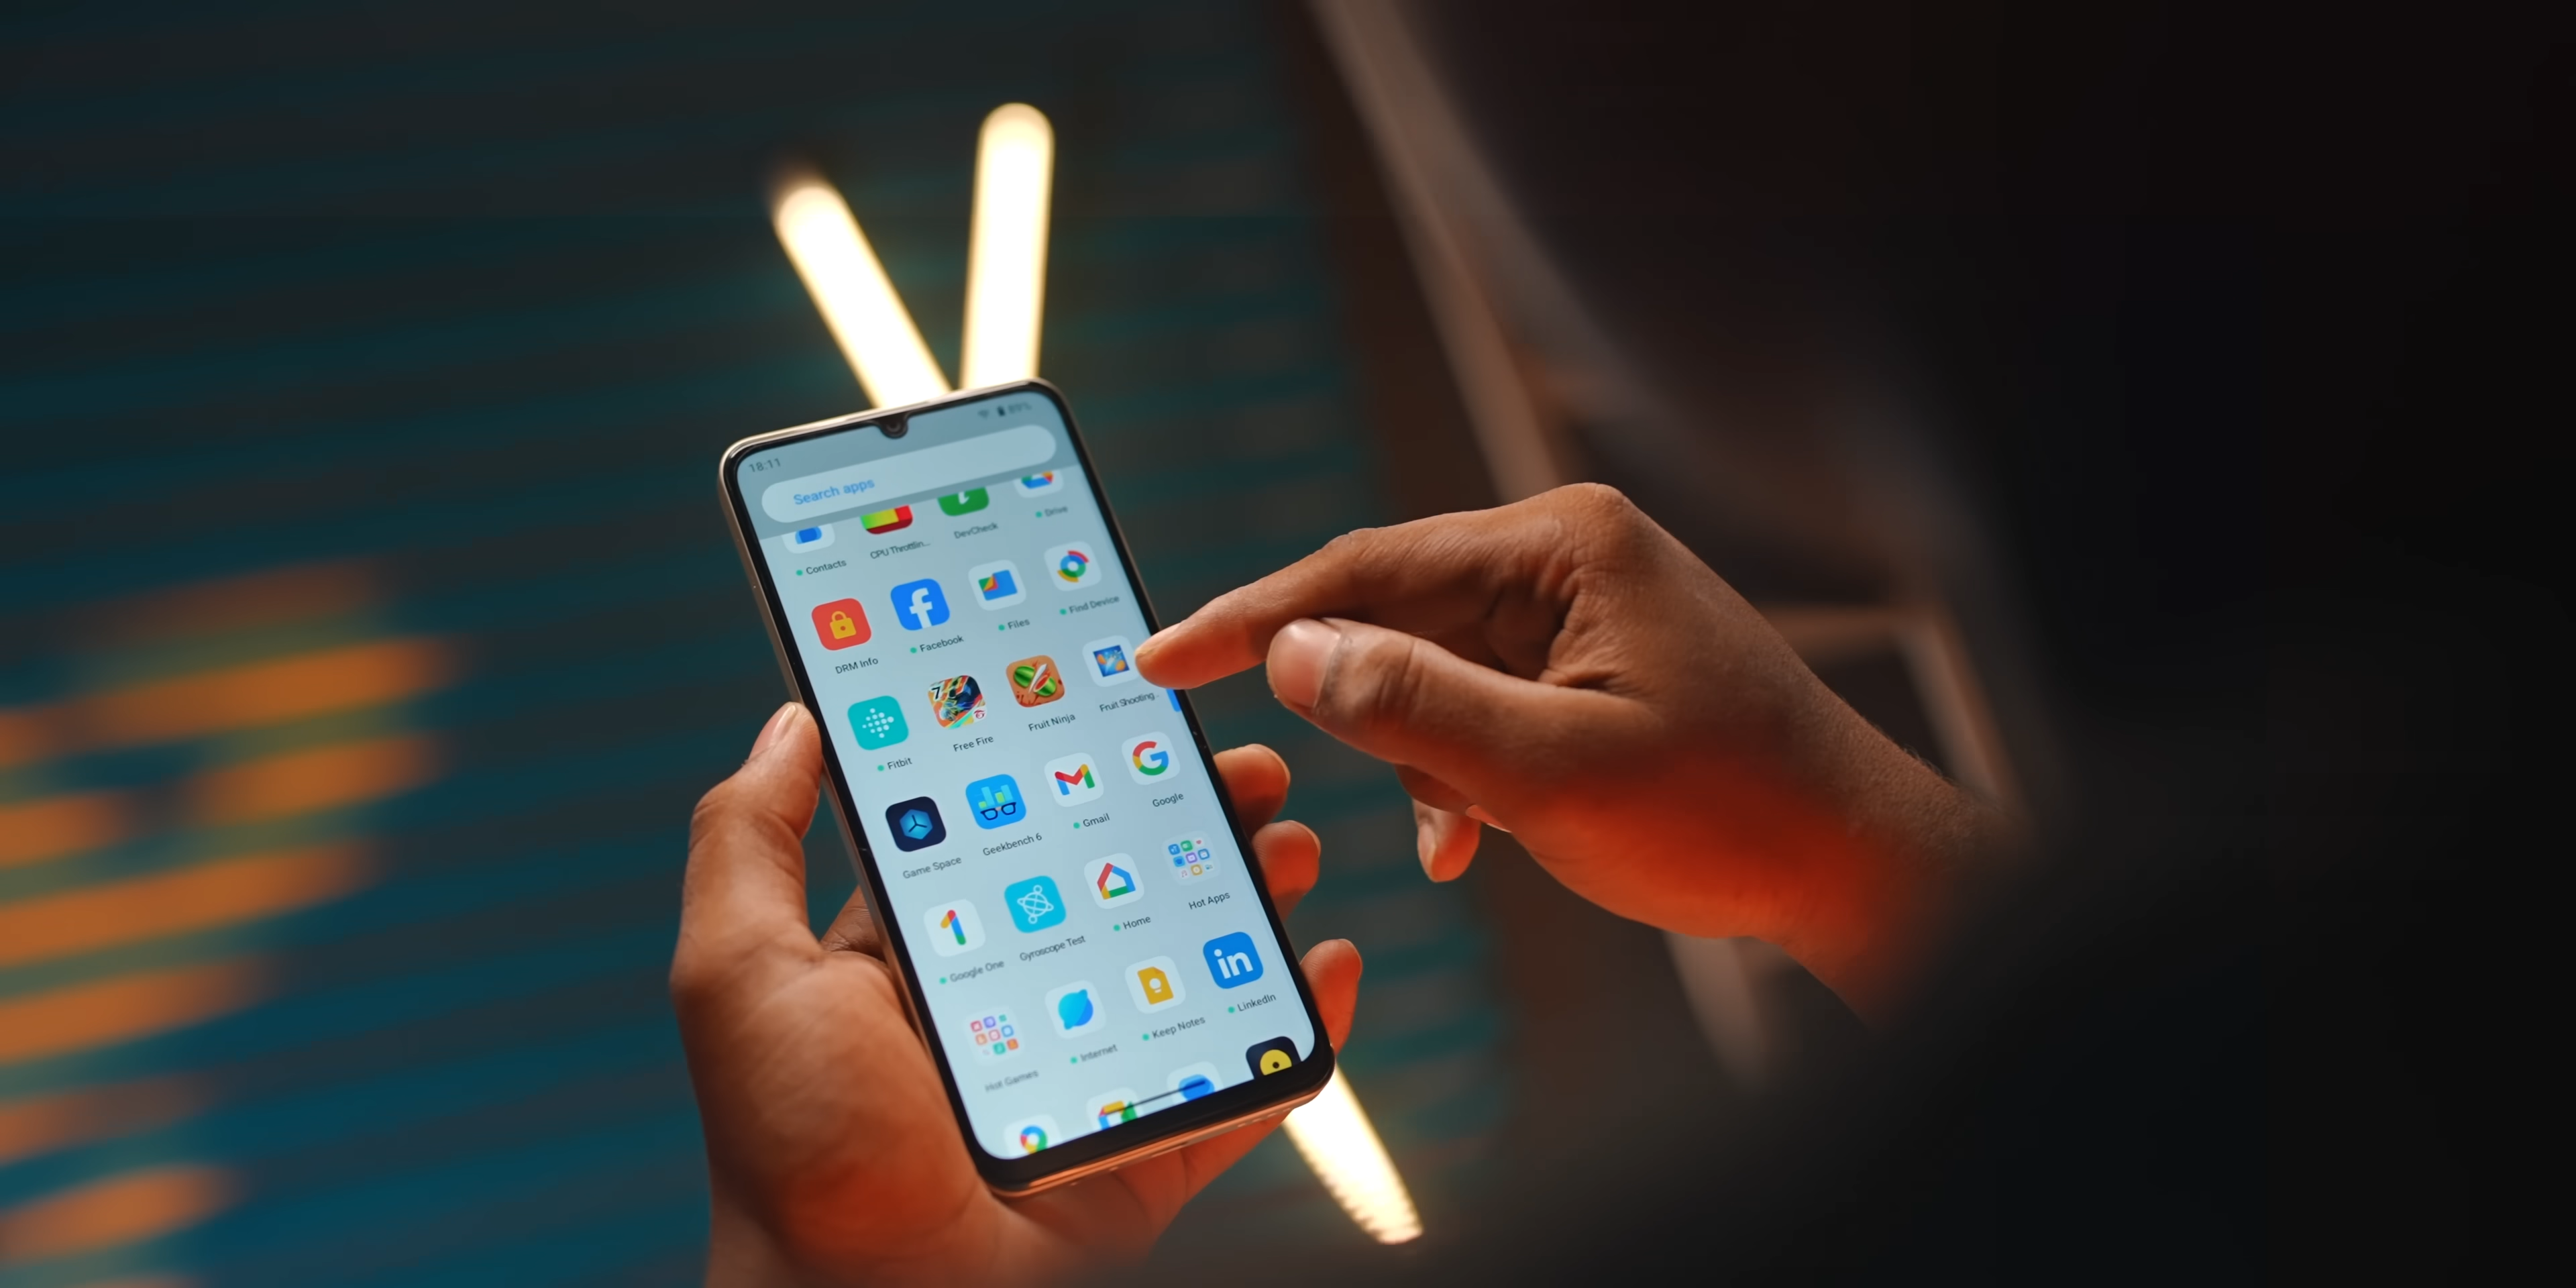 18:11
89%
Search apps
Contacts
CPU Throttlin...
DevCheck
Drive
DRM Info
Facebook
Files
Find Device
Fitbit
Free Fire
Fruit Ninja
Fruit Shooting...
Game Space
Geekbench 6
Gmail
Google
Google One
Gyroscope Test
Home
Hot Apps
Hot Games
Internet
Keep Notes
LinkedIn